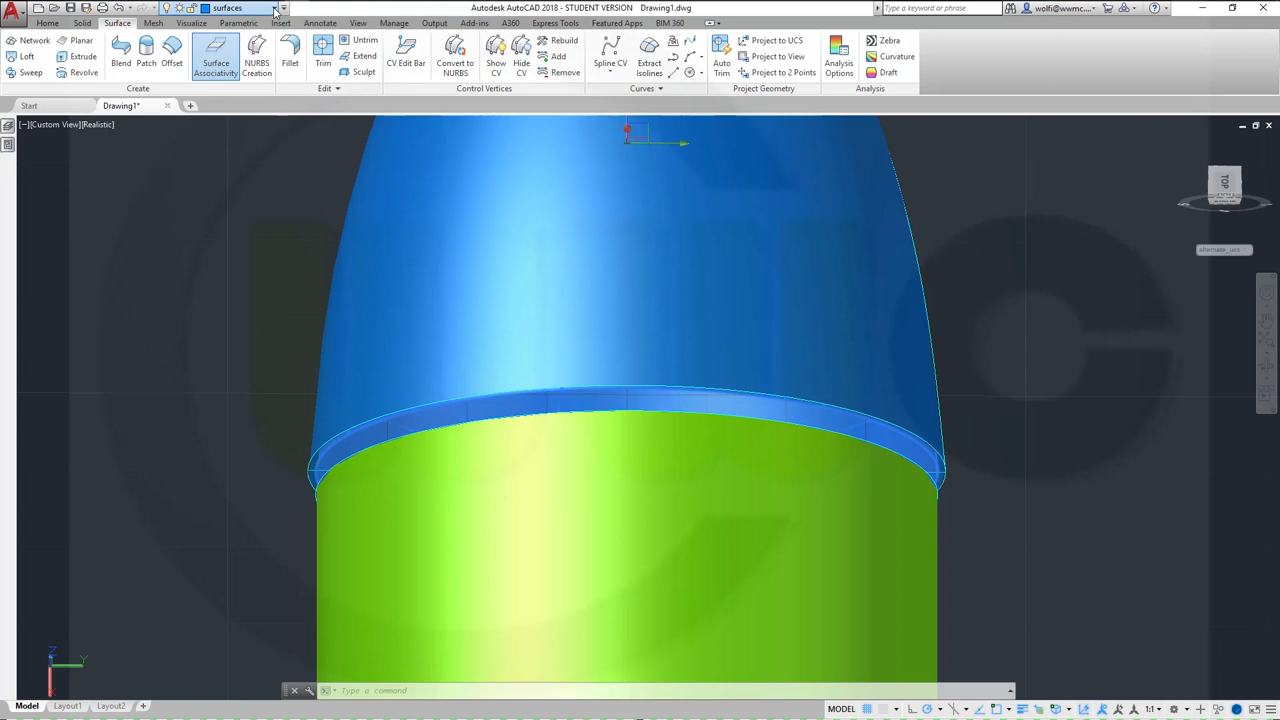 surfaces
Autodesk AutoCAD 2018 - STUDENT VERSION Drawing1.dwg
Type a keyword or phrase
wolfi@wwmc...
Home Solid Surface Mesh Visualize Parametric Insert Annotate View Manage Output Add-ins A360 Express Tools Featured Apps BIM 360
Network Planar Untrim Rebuild Project to UCS Zebra
Loft Extrude Extend Add Project to View Curvature
Sweep Revolve Sculpt Remove Project to 2 Points Draft
Blend Patch Offset Surface Associativity NURBS Creation Fillet Trim CV Edit Bar Convert to NURBS Show CV Hide CV Spline CV Extract Isolines Auto Trim Analysis Options
Create Edit Control Vertices Curves Project Geometry Analysis
Start Drawing1*
[−][Custom View][Realistic]
TOP
alternate_ucs
Z
Y
Type a command
Model Layout1 Layout2 MODEL 1:1